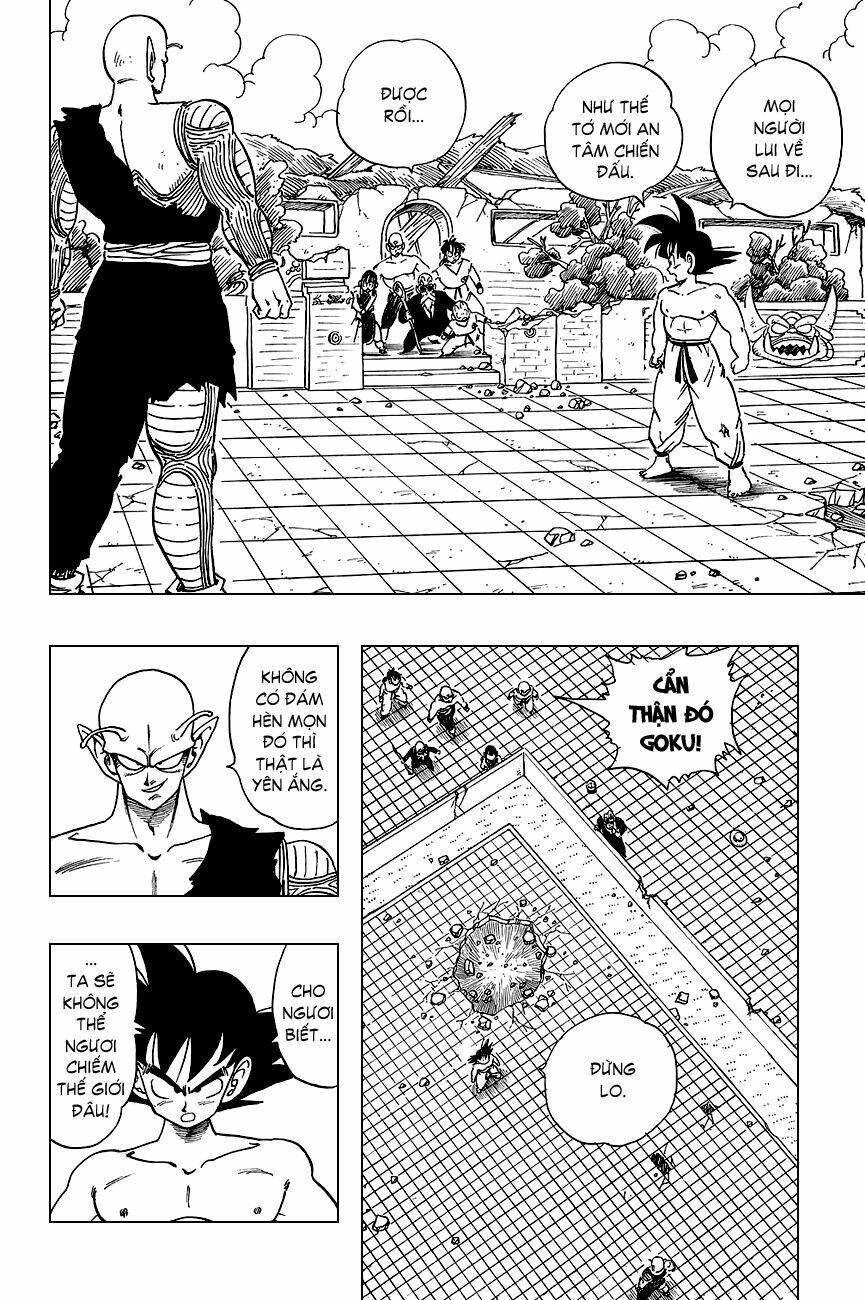 MỌI
NGƯỜI
LUI VỀ
SAU ĐI...
NHƯ THẾ
TỚ MỚI AN
TÂM CHIẾN
ĐẤU.
ĐƯỢC
RỒI...
CẨN
THẬN ĐÓ
GOKU!
ĐỪNG
LO.
KHÔNG
CÓ ĐÁM
HÈN MỌN
ĐÓ THÌ
THẬT LÀ
YÊN ẮNG.
CHO
NGƯƠI
BIẾT...
...
TA SẼ
KHÔNG
THỂ
NGƯƠI
CHIẾM
THẾ GIỚI
ĐÂU!